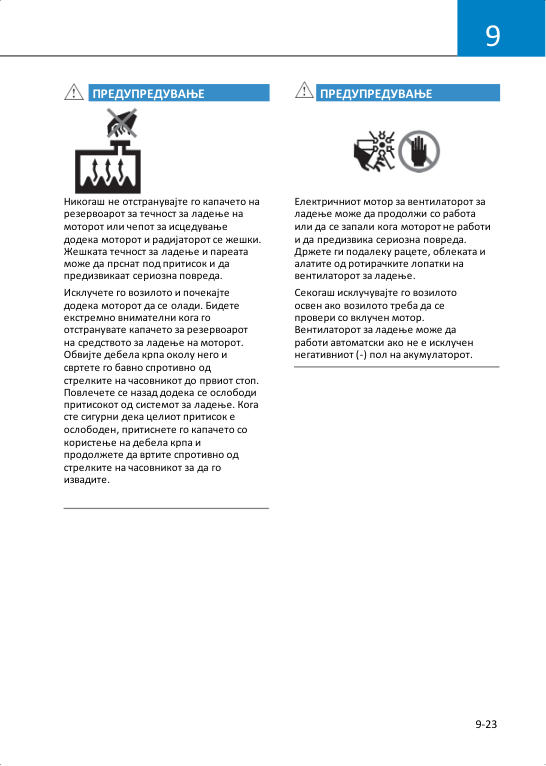 9
ПРЕДУПРЕДУВАЊЕ
Никогаш не отстранувајте го капачето на
резервоарот за течност за ладење на
моторот или чепот за исцедување
додека моторот и радијаторот се жешки.
Жешката течност за ладење и пареата
може да прснат под притисок и да
предизвикаат сериозна повреда.
Исклучете го возилото и почекајте
додека моторот да се олади. Бидете
екстремно внимателни кога го
отстранувате капачето за резервоарот
на средството за ладење на моторот.
Обвијте дебела крпа околу него и
свртете го бавно спротивно од
стрелките на часовникот до првиот стоп.
Повлечете се назад додека се ослободи
притисокот од системот за ладење. Кога
сте сигурни дека целиот притисок е
ослободен, притиснете го капачето со
користење на дебела крпа и
продолжете да вртите спротивно од
стрелките на часовникот за да го
извадите.
ПРЕДУПРЕДУВАЊЕ
Електричниот мотор за вентилаторот за
ладење може да продолжи со работа
или да се запали кога моторот не работи
и да предизвика сериозна повреда.
Држете ги подалеку рацете, облеката и
алатите од ротирачките лопатки на
вентилаторот за ладење.
Секогаш исклучувајте го возилото
освен ако возилото треба да се
провери со вклучен мотор.
Вентилаторот за ладење може да
работи автоматски ако не е исклучен
негативниот (-) пол на акумулаторот.
9-23